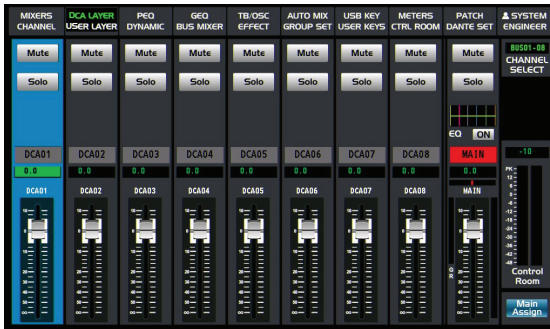 MIXERS DCA LAYER PEQ GEQ TB/OSC AUTO MIX USB KEY METERS PATCH SYSTEM
CHANNEL USER LAYER DYNAMIC BUS MIXER EFFECT GROUP SET USER KEYS CTRL ROOM DANTE SET ENGINEER
Mute Mute Mute Mute Mute Mute Mute Mute Mute BUS01-08
CHANNEL
SELECT
Solo Solo Solo Solo Solo Solo Solo Solo Solo
EQ ON
DCA01 DCA02 DCA03 DCA04 DCA05 DCA06 DCA07 DCA08 MAIN -10
0.0 0.0 0.0 0.0 0.0 0.0 0.0 0.0 0.0
DCA01 DCA02 DCA03 DCA04 DCA05 DCA06 DCA07 DCA08 MAIN
Control
Room
Main
Assign